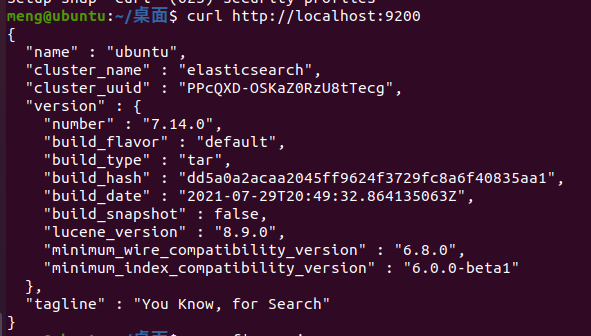 meng@ubuntu:~/桌面$ curl http://localhost:9200
{
  "name" : "ubuntu",
  "cluster_name" : "elasticsearch",
  "cluster_uuid" : "PPcQXD-OSKaZ0RzU8tTecg",
  "version" : {
    "number" : "7.14.0",
    "build_flavor" : "default",
    "build_type" : "tar",
    "build_hash" : "dd5a0a2acaa2045ff9624f3729fc8a6f40835aa1",
    "build_date" : "2021-07-29T20:49:32.864135063Z",
    "build_snapshot" : false,
    "lucene_version" : "8.9.0",
    "minimum_wire_compatibility_version" : "6.8.0",
    "minimum_index_compatibility_version" : "6.0.0-beta1"
  },
  "tagline" : "You Know, for Search"
}